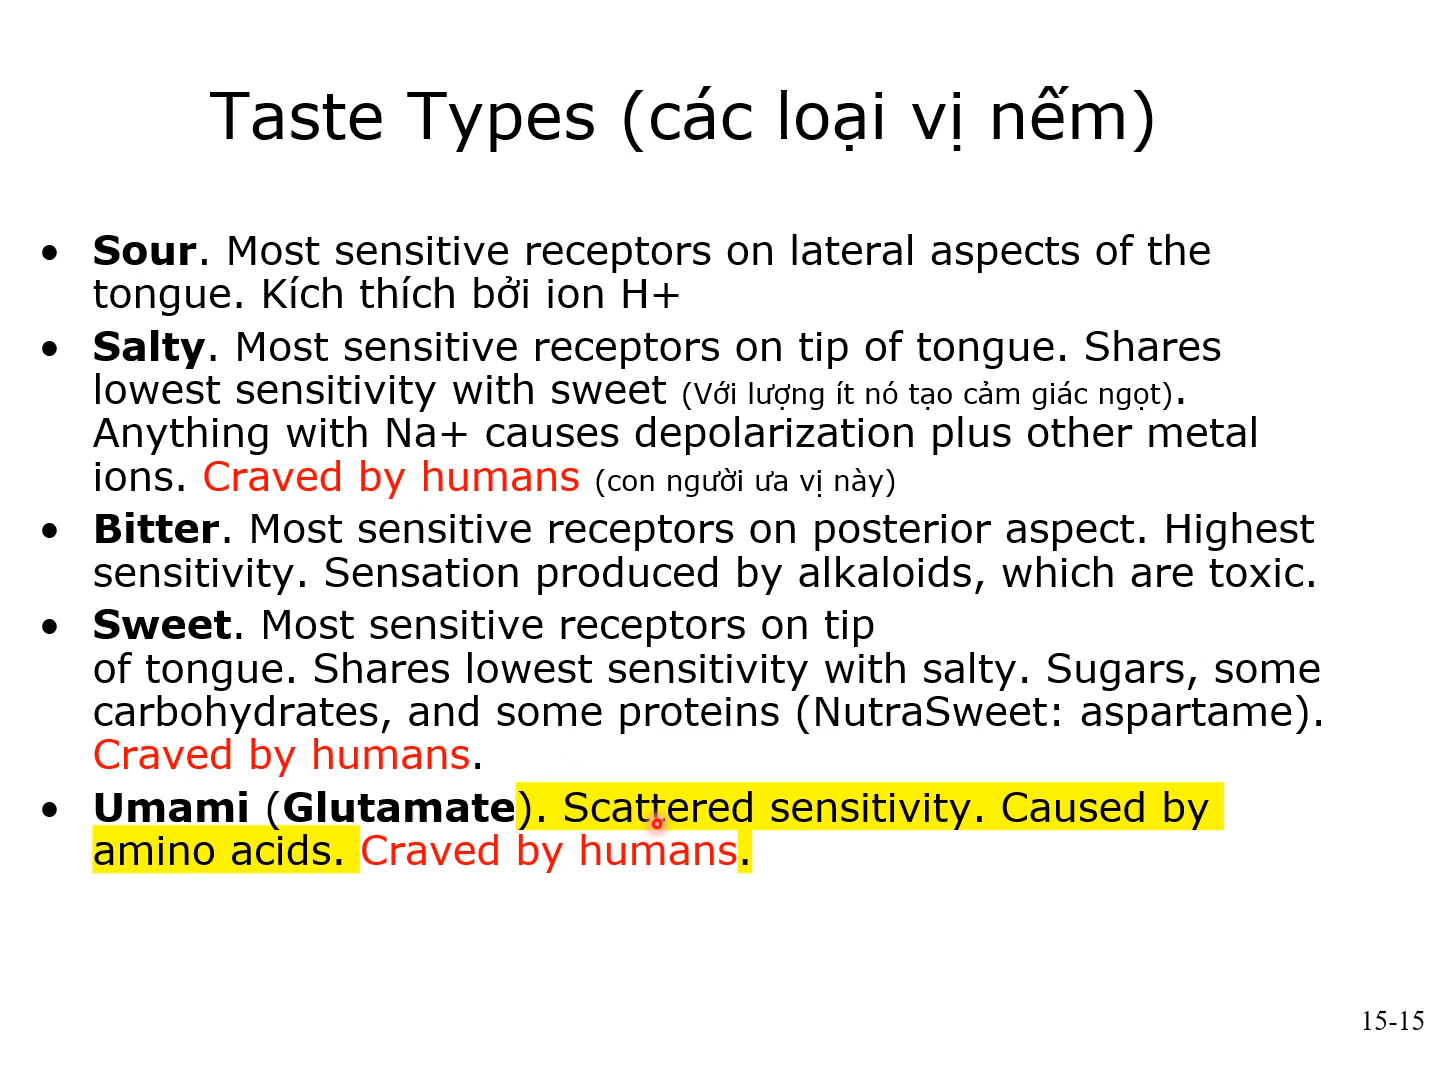 Taste Types (các loại vị nếm)
• Sour. Most sensitive receptors on lateral aspects of the
tongue. Kích thích bởi ion H+
• Salty. Most sensitive receptors on tip of tongue. Shares
lowest sensitivity with sweet (Với lượng ít nó tạo cảm giác ngọt).
Anything with Na+ causes depolarization plus other metal
ions. Craved by humans (con người ưa vị này)
• Bitter. Most sensitive receptors on posterior aspect. Highest
sensitivity. Sensation produced by alkaloids, which are toxic.
• Sweet. Most sensitive receptors on tip
of tongue. Shares lowest sensitivity with salty. Sugars, some
carbohydrates, and some proteins (NutraSweet: aspartame).
Craved by humans.
• Umami (Glutamate). Scattered sensitivity. Caused by
amino acids. Craved by humans.
15-15